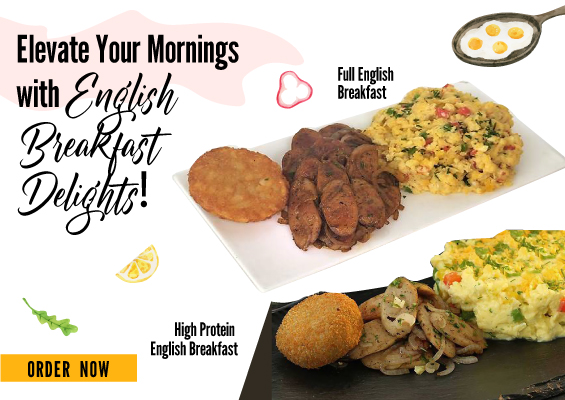 Elevate Your Mornings
with English
Breakfast
Delights!
Full English
Breakfast
High Protein
English Breakfast
ORDER NOW